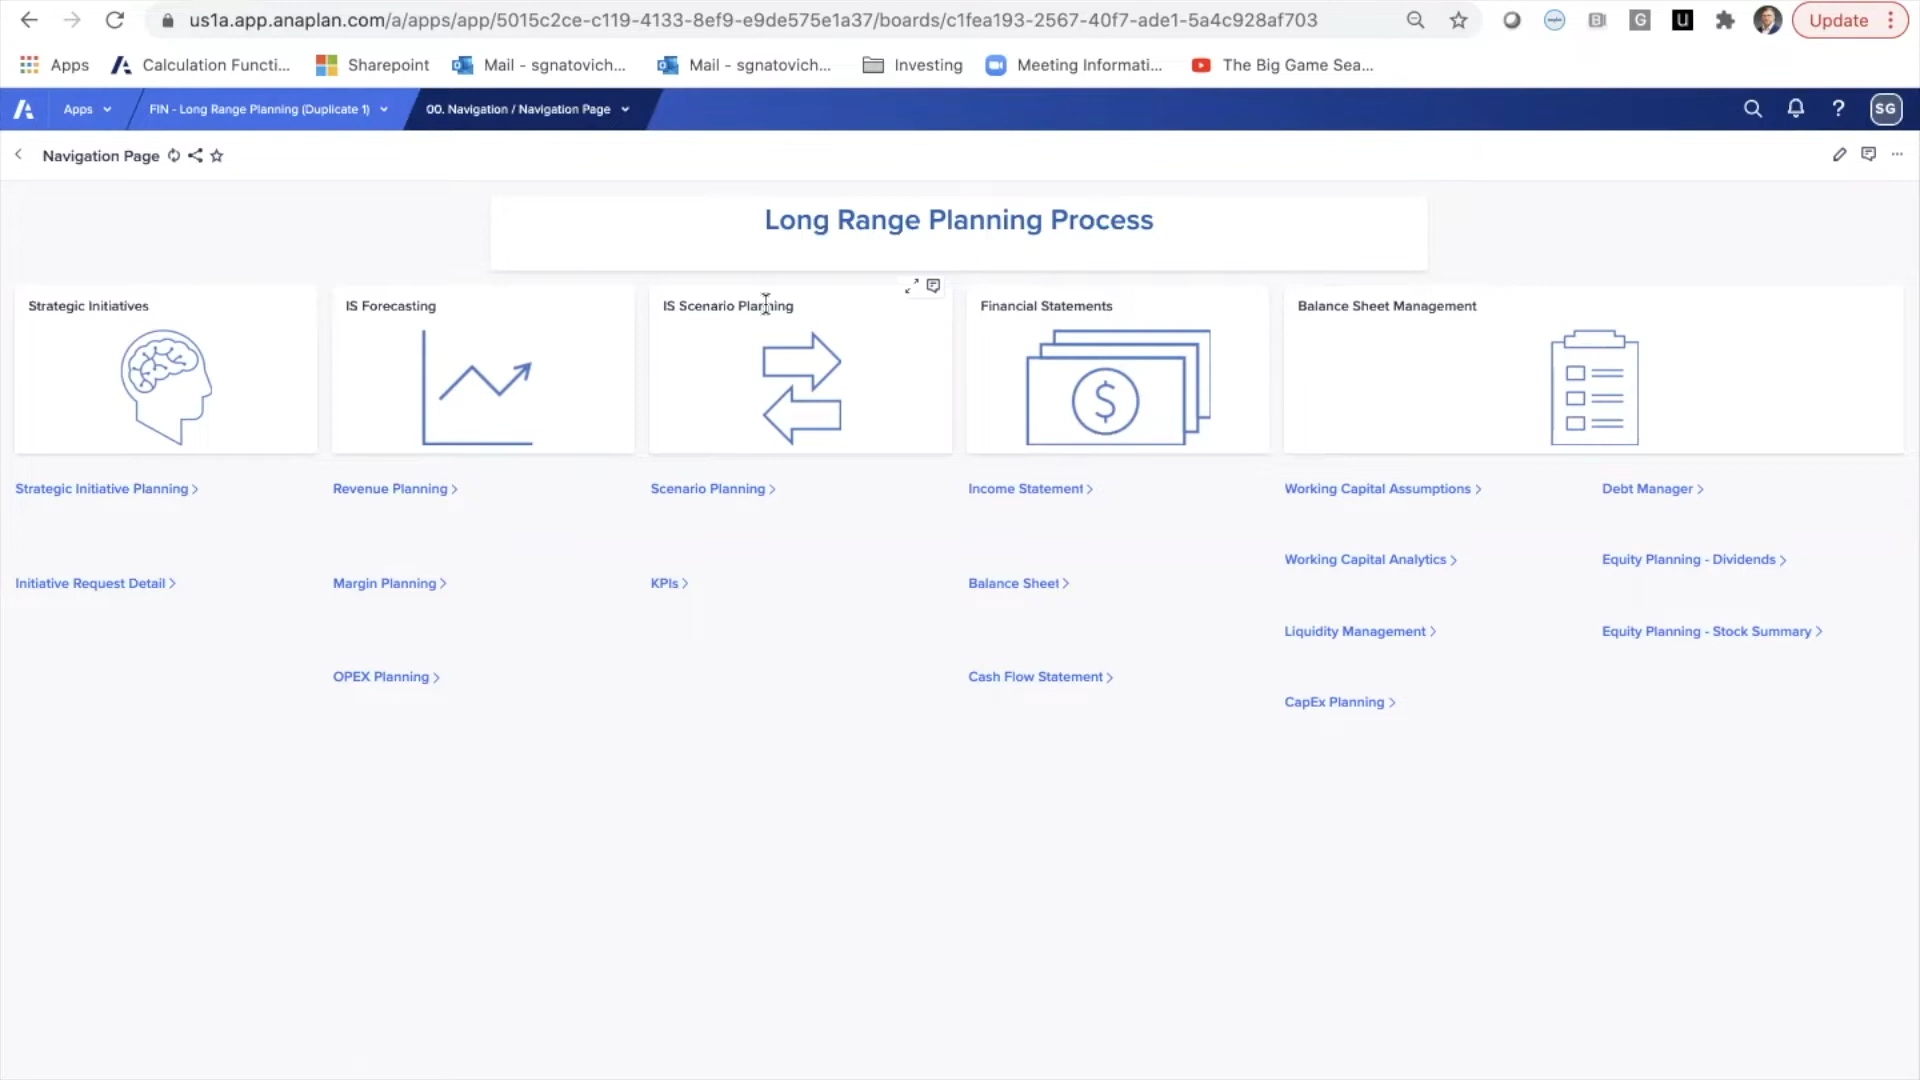 us1a.app.anaplan.com/a/apps/app/5015c2ce-c119-4133-8ef9-e9de575e1a37/boards/c1fea193-2567-40f7-ade1-5a4c928af703
G
U
Update
Apps
Calculation Functi...
Sharepoint
Mail - sgnatovich...
Mail - sgnatovich...
Investing
Meeting Informati...
The Big Game Sea...
Apps
FIN - Long Range Planning (Duplicate 1)
00. Navigation / Navigation Page
?
SG
Navigation Page
Long Range Planning Process
Strategic Initiatives
IS Forecasting
IS Scenario Planning
Financial Statements
$
Balance Sheet Management
Strategic Initiative Planning >
Revenue Planning >
Scenario Planning >
Income Statement >
Working Capital Assumptions >
Debt Manager >
Working Capital Analytics >
Equity Planning - Dividends >
Initiative Request Detail >
Margin Planning >
KPIs >
Balance Sheet >
Liquidity Management >
Equity Planning - Stock Summary >
OPEX Planning >
Cash Flow Statement >
CapEx Planning >